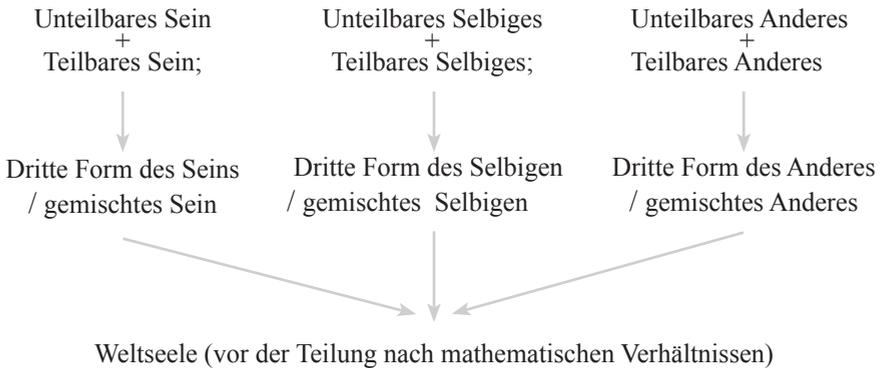 Unteilbares Sein
+
Teilbares Sein;
Unteilbares Selbiges
+
Teilbares Selbiges;
Unteilbares Anderes
+
Teilbares Anderes
Dritte Form des Seins
/ gemischtes Sein
Dritte Form des Selbigen
/ gemischtes Selbigen
Dritte Form des Anderes
/ gemischtes Anderes
Weltseele (vor der Teilung nach mathematischen Verhältnissen)